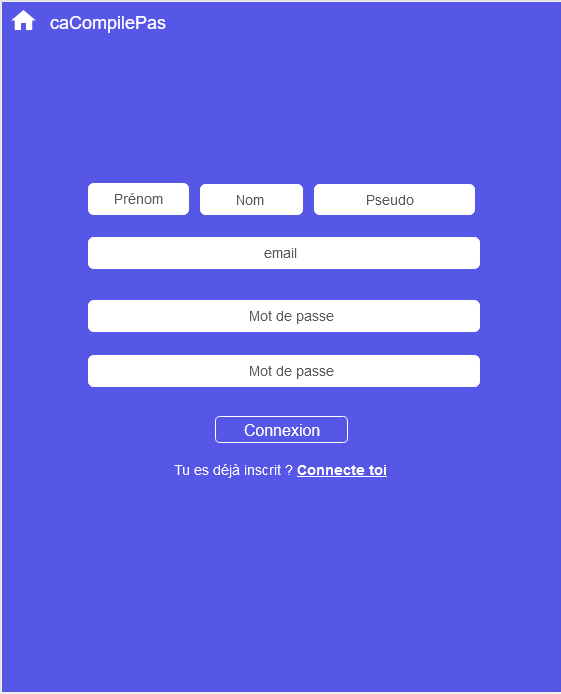 caCompilePas
Prénom Nom Pseudo
email
Mot de passe
Mot de passe
Connexion
Tu es déjà inscrit ? Connecte toi